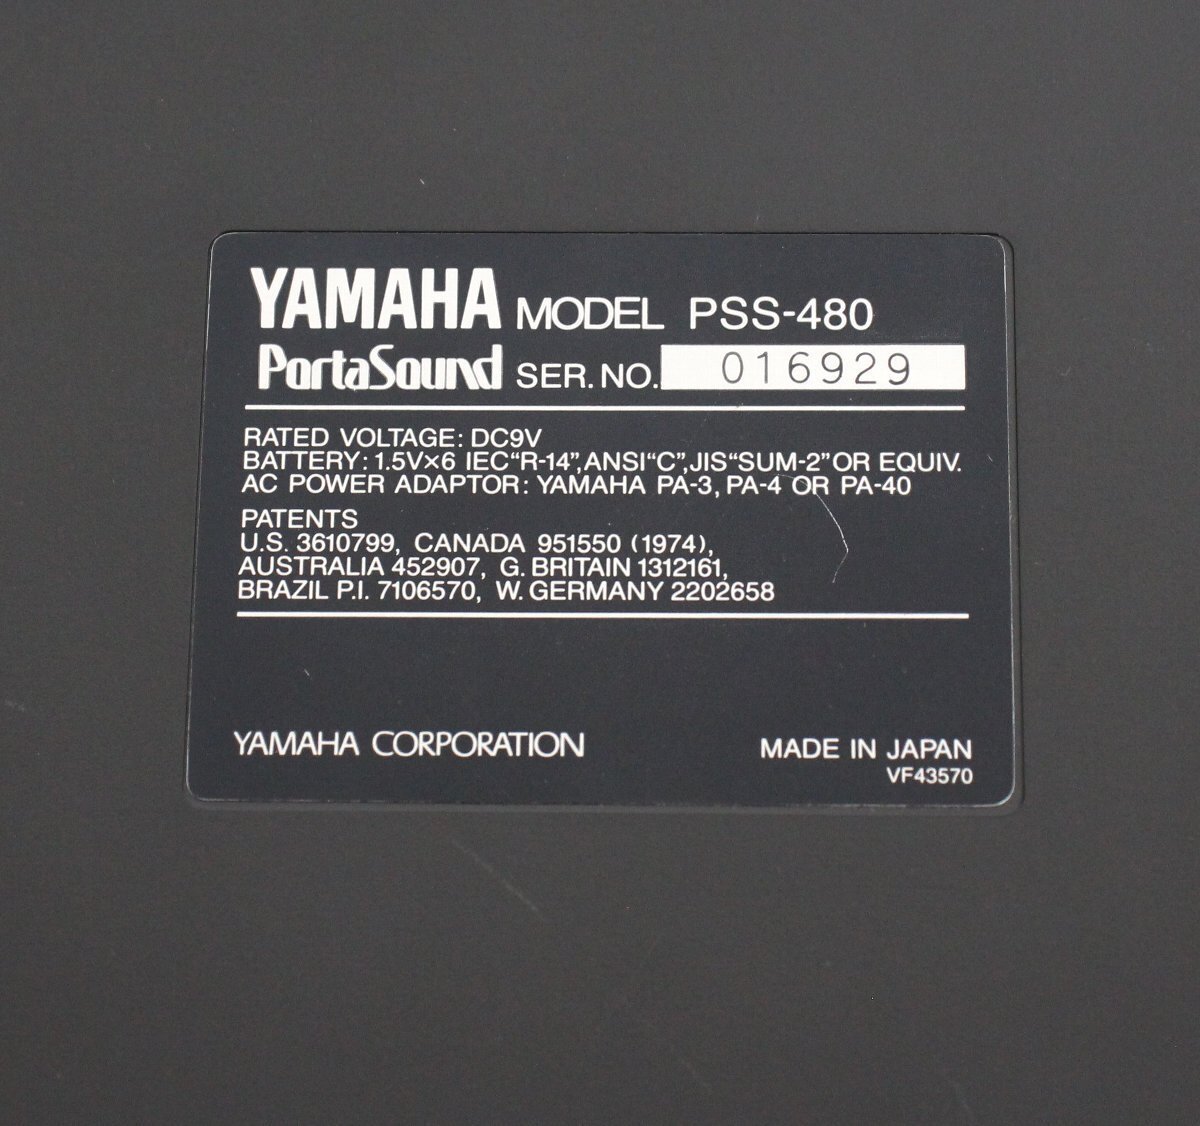 YAMAHA MODEL PSS-480
PortaSound SER. NO. 016929
RATED VOLTAGE: DC9V
BATTERY: 1.5V×6 IEC“R-14”, ANSI“C”, JIS“SUM-2” OR EQUIV.
AC POWER ADAPTOR: YAMAHA PA-3, PA-4 OR PA-40
PATENTS
U.S. 3610799, CANADA 951550 (1974),
AUSTRALIA 452907, G. BRITAIN 1312161,
BRAZIL P.I. 7106570, W. GERMANY 2202658
YAMAHA CORPORATION MADE IN JAPAN
VF43570